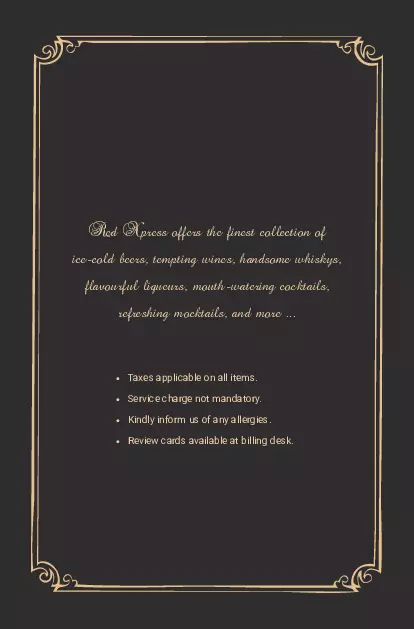 Red Xpress offers the finest collection of
ice-cold beers, tempting wines, handsome whiskys,
flavourful liqueurs, mouth-watering cocktails,
refreshing mocktails, and more ...
• Taxes applicable on all items.
• Service charge not mandatory.
• Kindly inform us of any allergies.
• Review cards available at billing desk.